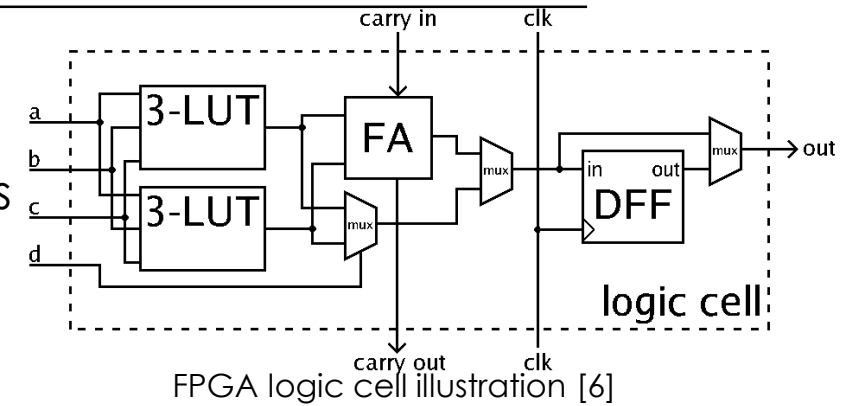 carry in clk
a
3-LUT
FA
mux
mux
out
b
in out
S
c
3-LUT
DFF
mux
d
logic cell
carry out clk
FPGA logic cell illustration [6]